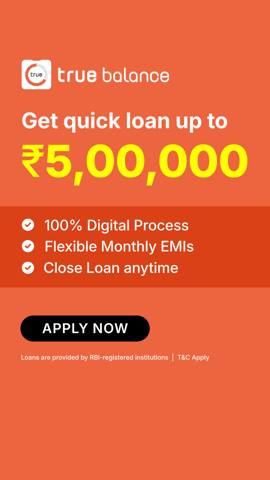 true
true balance
Get quick loan up to
₹5,00,000
100% Digital Process
Flexible Monthly EMIs
Close Loan anytime
APPLY NOW
Loans are provided by RBI-registered institutions | T&C Apply